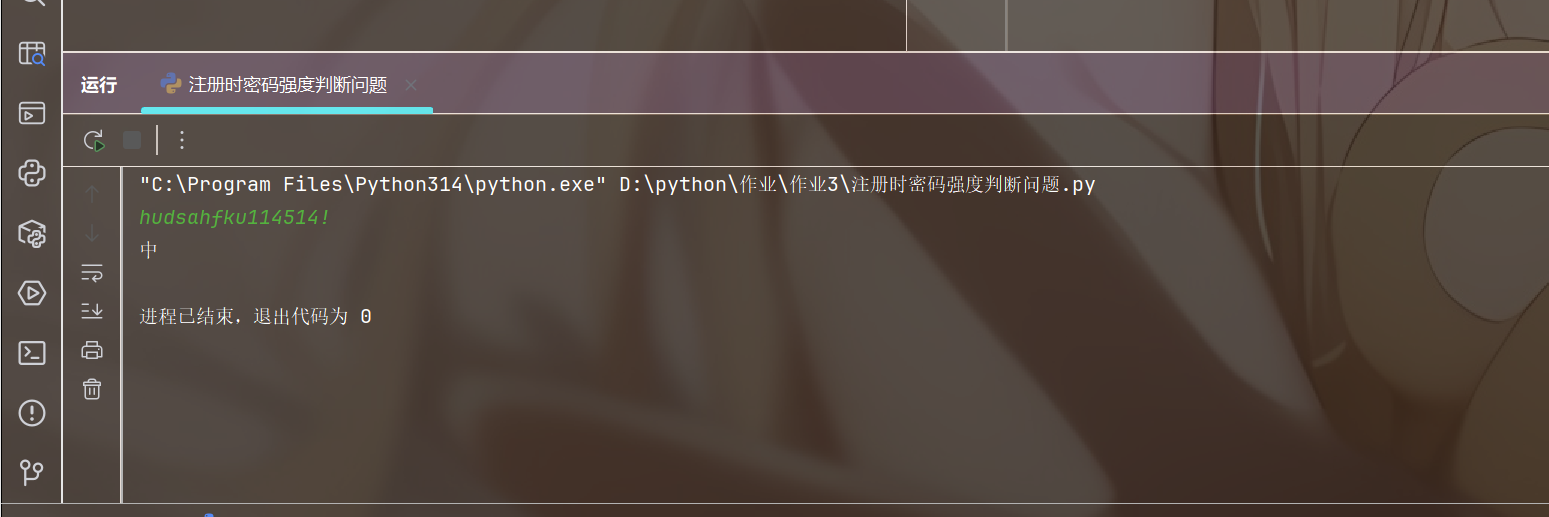 运行 注册时密码强度判断问题
"C:\Program Files\Python314\python.exe" D:\python\作业\作业3\注册时密码强度判断问题.py
hudsahfku114514!
中
进程已结束，退出代码为 0